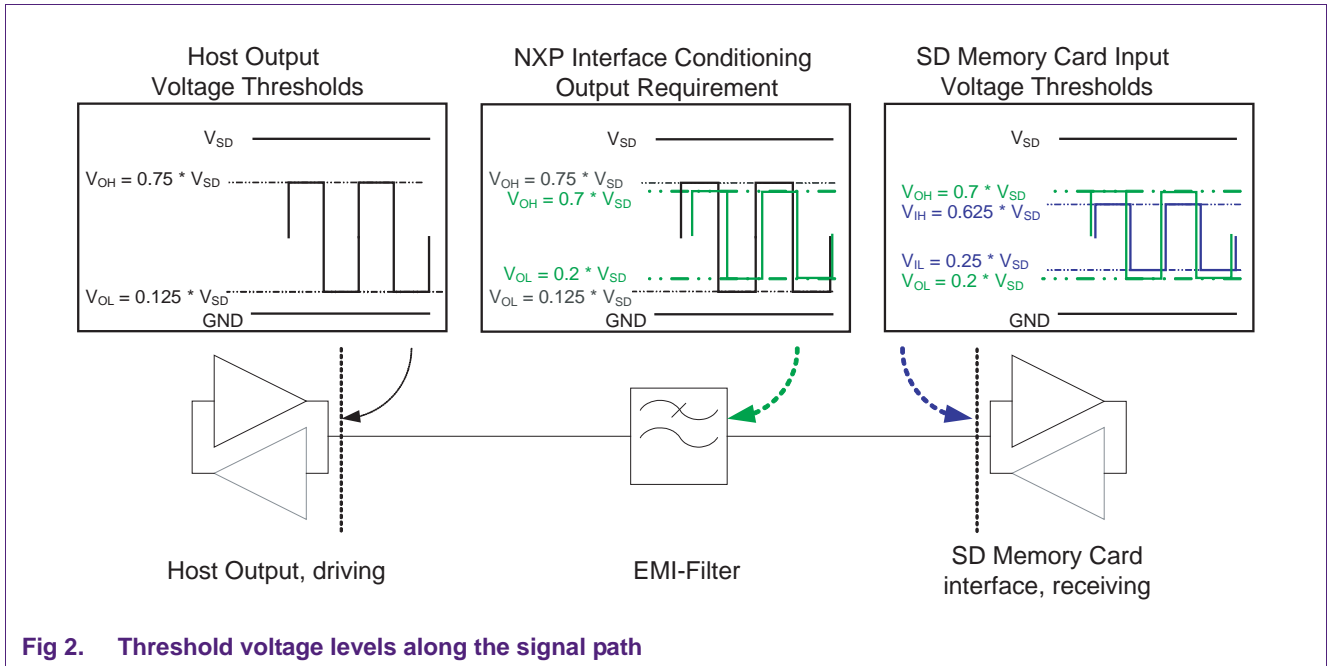 Host Output
Voltage Thresholds
V_SD
V_OH = 0.75 * V_SD
V_OL = 0.125 * V_SD
GND
NXP Interface Conditioning
Output Requirement
V_SD
V_OH = 0.75 * V_SD
V_OH = 0.7 * V_SD
V_OL = 0.2 * V_SD
V_OL = 0.125 * V_SD
GND
SD Memory Card Input
Voltage Thresholds
V_SD
V_OH = 0.7 * V_SD
V_IH = 0.625 * V_SD
V_IL = 0.25 * V_SD
V_OL = 0.2 * V_SD
GND
Host Output, driving
EMI-Filter
SD Memory Card
interface, receiving
Fig 2. Threshold voltage levels along the signal path